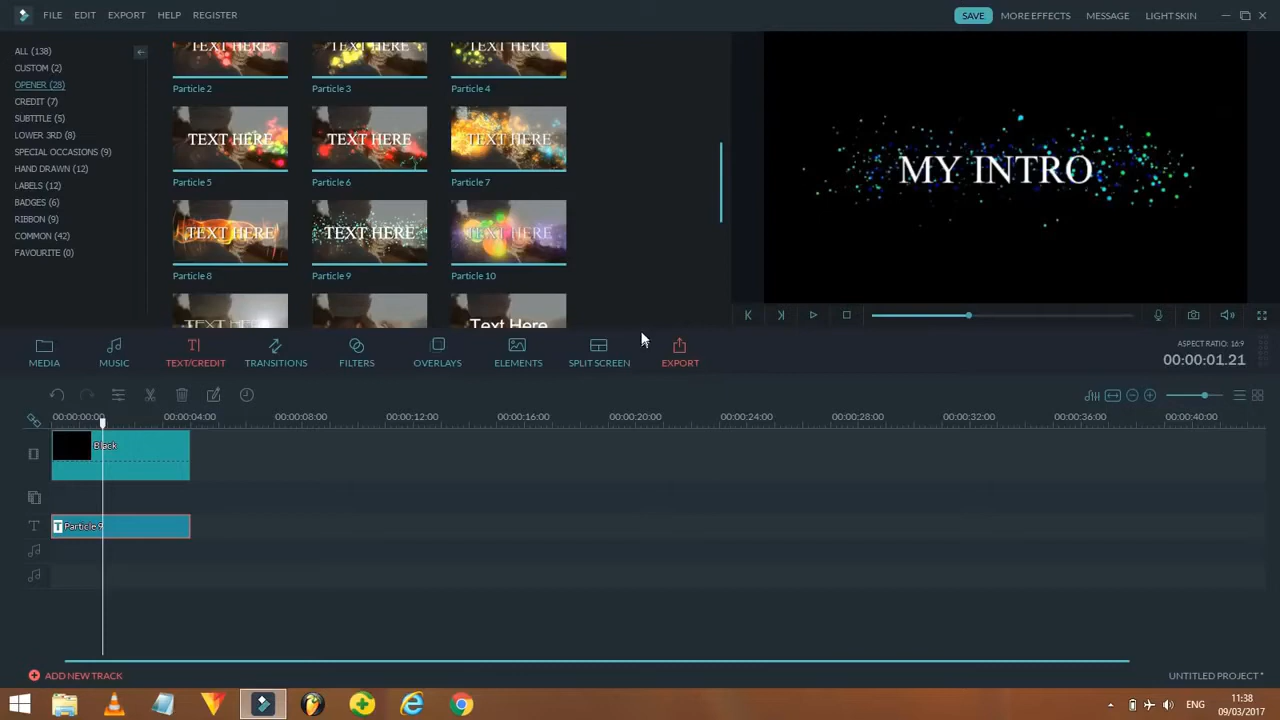 FILE EDIT EXPORT HELP REGISTER SAVE MORE EFFECTS MESSAGE LIGHT SKIN
ALL (138)
CUSTOM (2)
OPENER (28)
CREDIT (7)
SUBTITLE (5)
LOWER 3RD (8)
SPECIAL OCCASIONS (9)
HAND DRAWN (12)
LABELS (12)
BADGES (6)
RIBBON (9)
COMMON (42)
FAVOURITE (0)
TEXT HERE TEXT HERE TEXT HERE
Particle 2 Particle 3 Particle 4
TEXT HERE TEXT HERE TEXT HERE
Particle 5 Particle 6 Particle 7
TEXT HERE TEXT HERE TEXT HERE
Particle 8 Particle 9 Particle 10
TEXT HERE Text Here
MY INTRO
ASPECT RATIO: 16:9
00:00:01.21
MEDIA MUSIC TEXT/CREDIT TRANSITIONS FILTERS OVERLAYS ELEMENTS SPLIT SCREEN EXPORT
00:00:00:00 00:00:04:00 00:00:08:00 00:00:12:00 00:00:16:00 00:00:20:00 00:00:24:00 00:00:28:00 00:00:32:00 00:00:36:00 00:00:40:00
Black
T Particle 9
ADD NEW TRACK
UNTITLED PROJECT *
ENG
11:38
09/03/2017